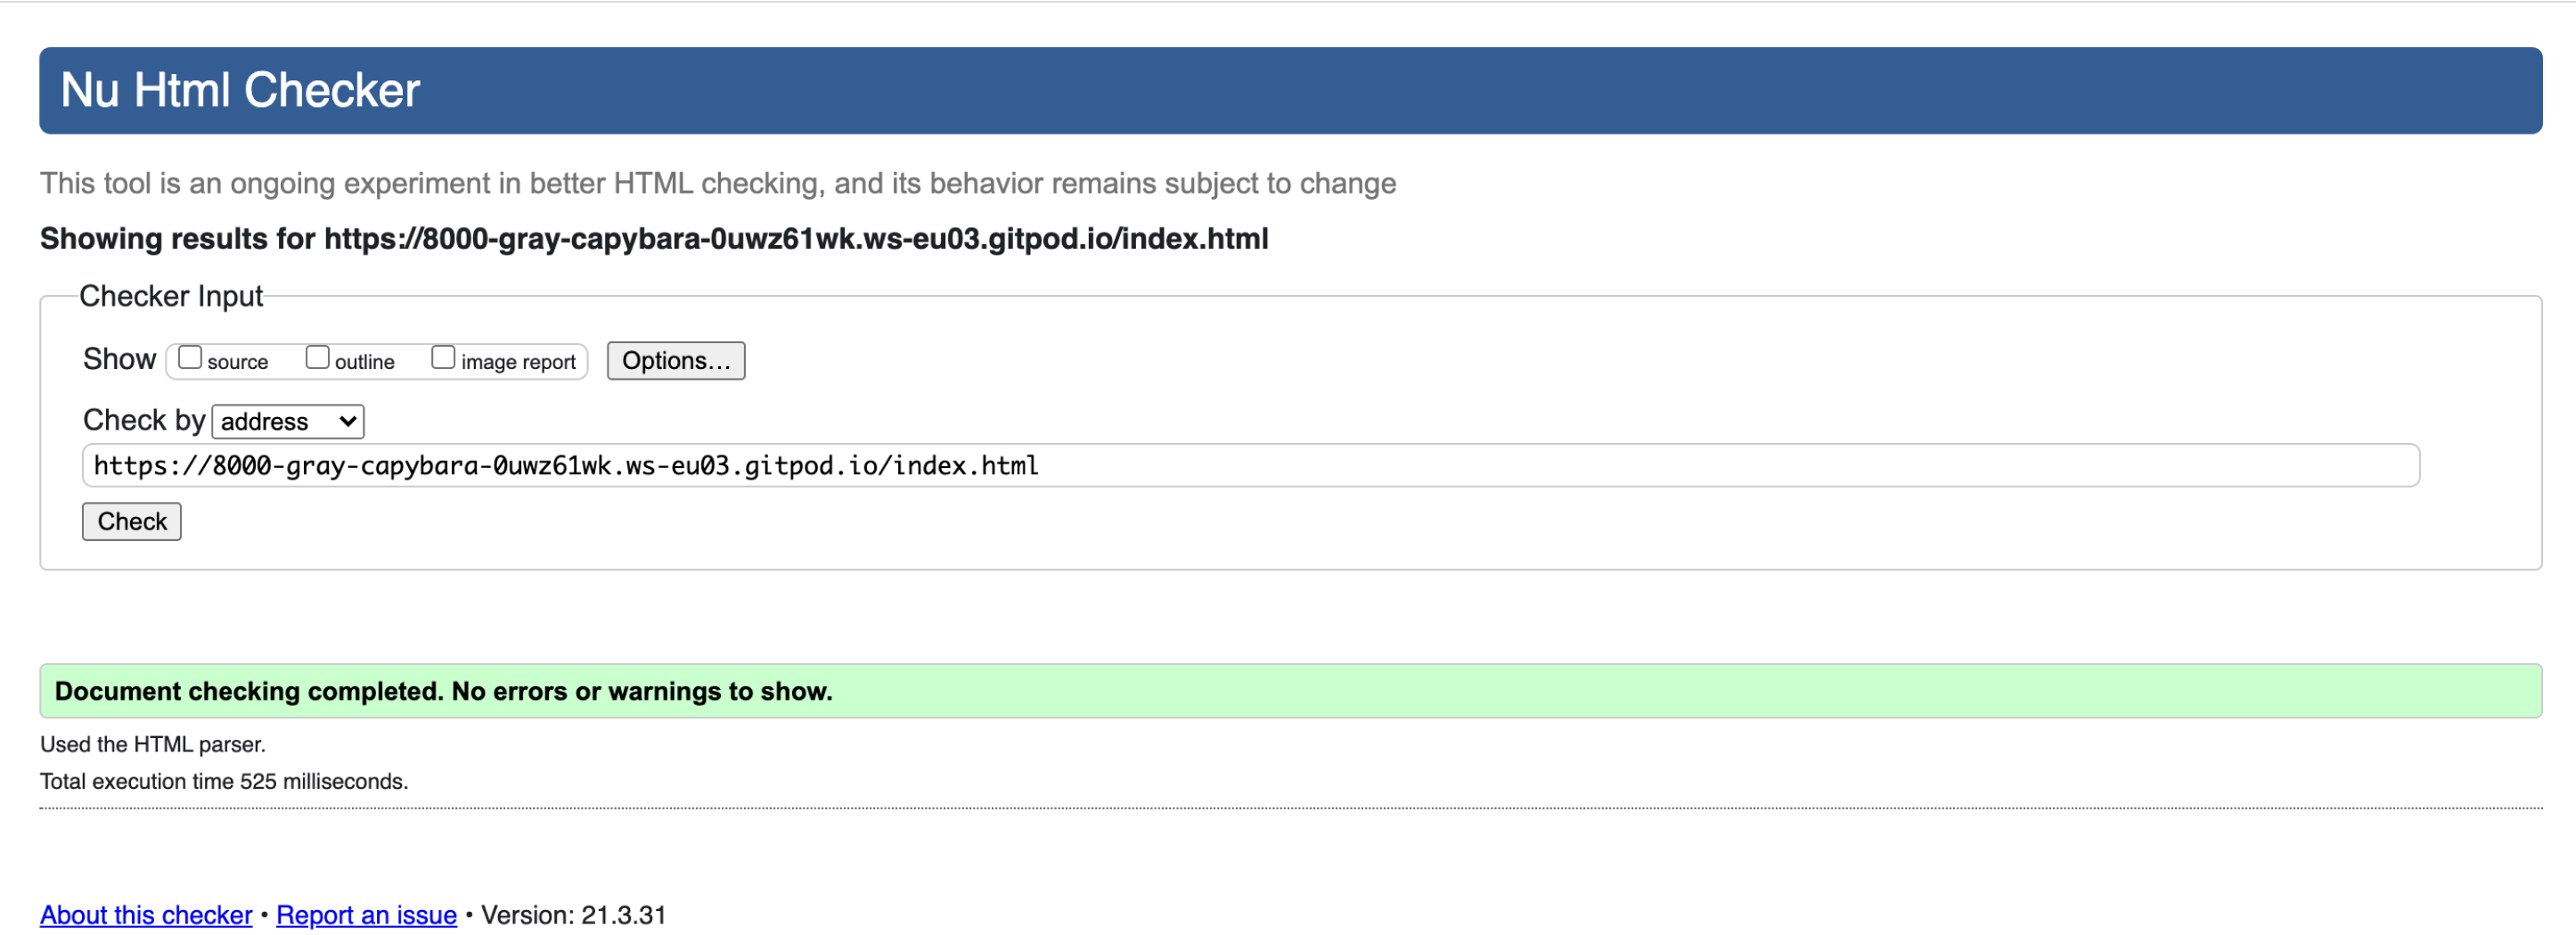 Nu Html Checker
This tool is an ongoing experiment in better HTML checking, and its behavior remains subject to change
Showing results for https://8000-gray-capybara-0uwz61wk.ws-eu03.gitpod.io/index.html
Checker Input
Show source outline image report Options...
Check by address
https://8000-gray-capybara-0uwz61wk.ws-eu03.gitpod.io/index.html
Check
Document checking completed. No errors or warnings to show.
Used the HTML parser.
Total execution time 525 milliseconds.
About this checker • Report an issue • Version: 21.3.31